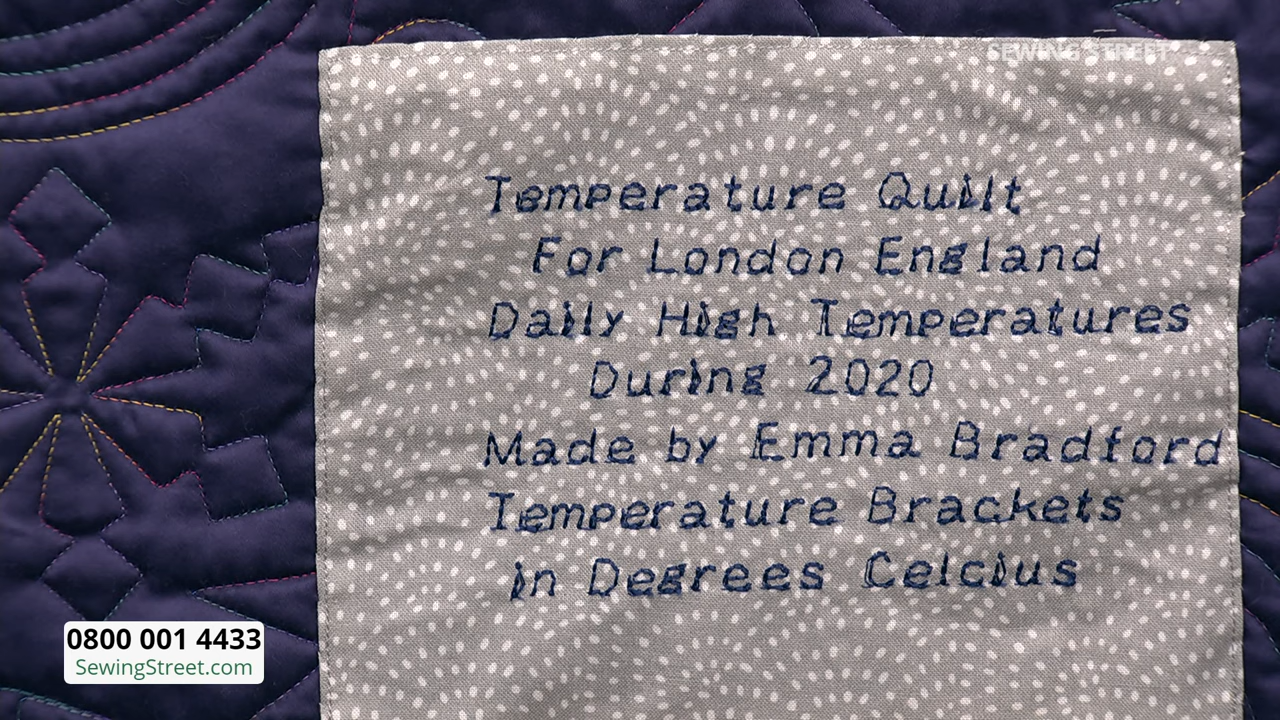 SEWING STREET
Temperature Quilt
For London England
Daily High Temperatures
During 2020
Made by Emma Bradford
Temperature Brackets
in Degrees Celcius
0800 001 4433
SewingStreet.com